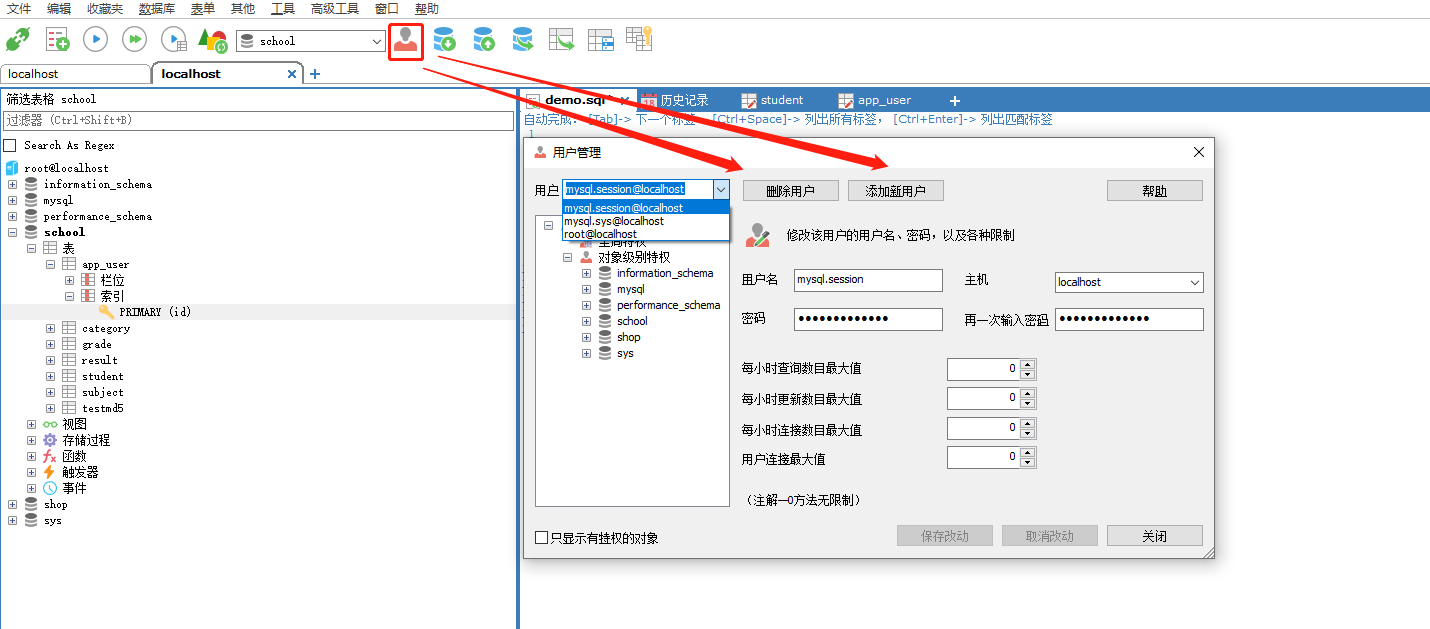 文件 编辑 收藏夹 数据库 表单 其他 工具 高级工具 窗口 帮助
school
localhost localhost
筛选表格 school
过滤器 (Ctrl+Shift+B)
Search As Regex
root@localhost
information_schema
mysql
performance_schema
school
表
app_user
栏位
索引
PRIMARY (id)
category
grade
result
student
subject
testmd5
视图
存储过程
函数
触发器
事件
shop
sys
demo.sql* 历史记录 student app_user
自动完成: [Tab]-> 下一个标签, [Ctrl+Space]-> 列出所有标签, [Ctrl+Enter]-> 列出匹配标签
1
用户管理
用户 mysql.session@localhost 删除用户 添加新用户 帮助
mysql.session@localhost
mysql.sys@localhost
root@localhost
全局特权
对象级别特权
information_schema
mysql
performance_schema
school
shop
sys
修改该用户的用户名、密码，以及各种限制
用户名 mysql.session 主机 localhost
密码 ●●●●●●●●●●●●● 再一次输入密码 ●●●●●●●●●●●●●
每小时查询数目最大值 0
每小时更新数目最大值 0
每小时连接数目最大值 0
用户连接最大值 0
（注解—0方法无限制）
只显示有挂权的对象 保存改动 取消改动 关闭